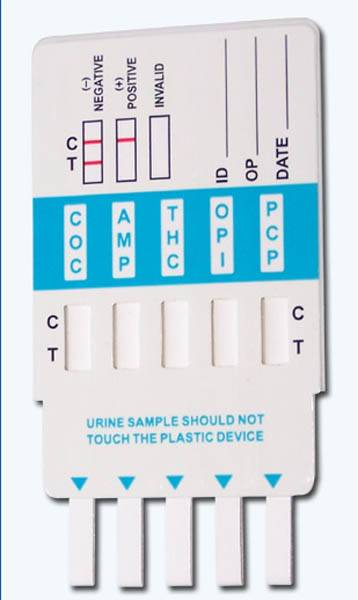 NEGATIVE (-)
POSITIVE (+)
INVALID
C
T
ID
OP
DATE
COC
AMP
THC
OPI
PCP
C
T
C
T
URINE SAMPLE SHOULD NOT
TOUCH THE PLASTIC DEVICE